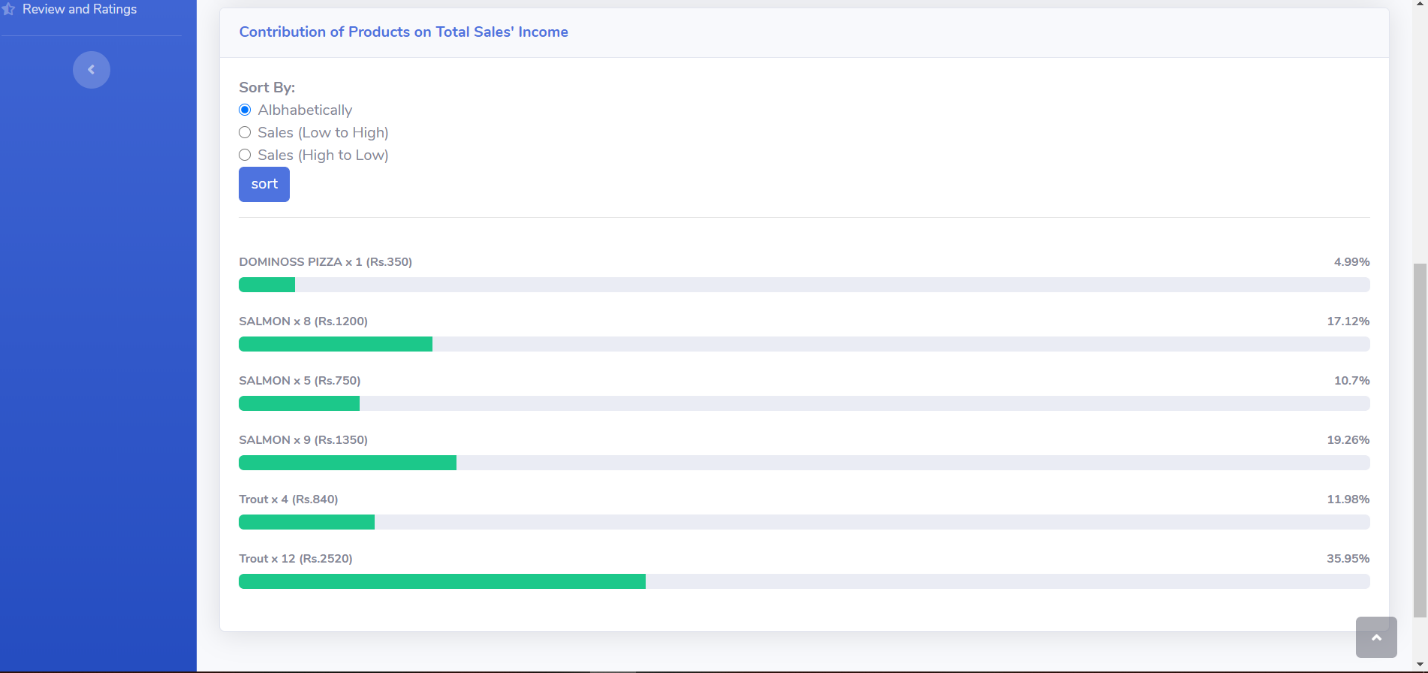 Review and Ratings
Contribution of Products on Total Sales' Income
Sort By:
Albhabetically
Sales (Low to High)
Sales (High to Low)
sort
DOMINOSS PIZZA x 1 (Rs.350) 4.99%
SALMON x 8 (Rs.1200) 17.12%
SALMON x 5 (Rs.750) 10.7%
SALMON x 9 (Rs.1350) 19.26%
Trout x 4 (Rs.840) 11.98%
Trout x 12 (Rs.2520) 35.95%